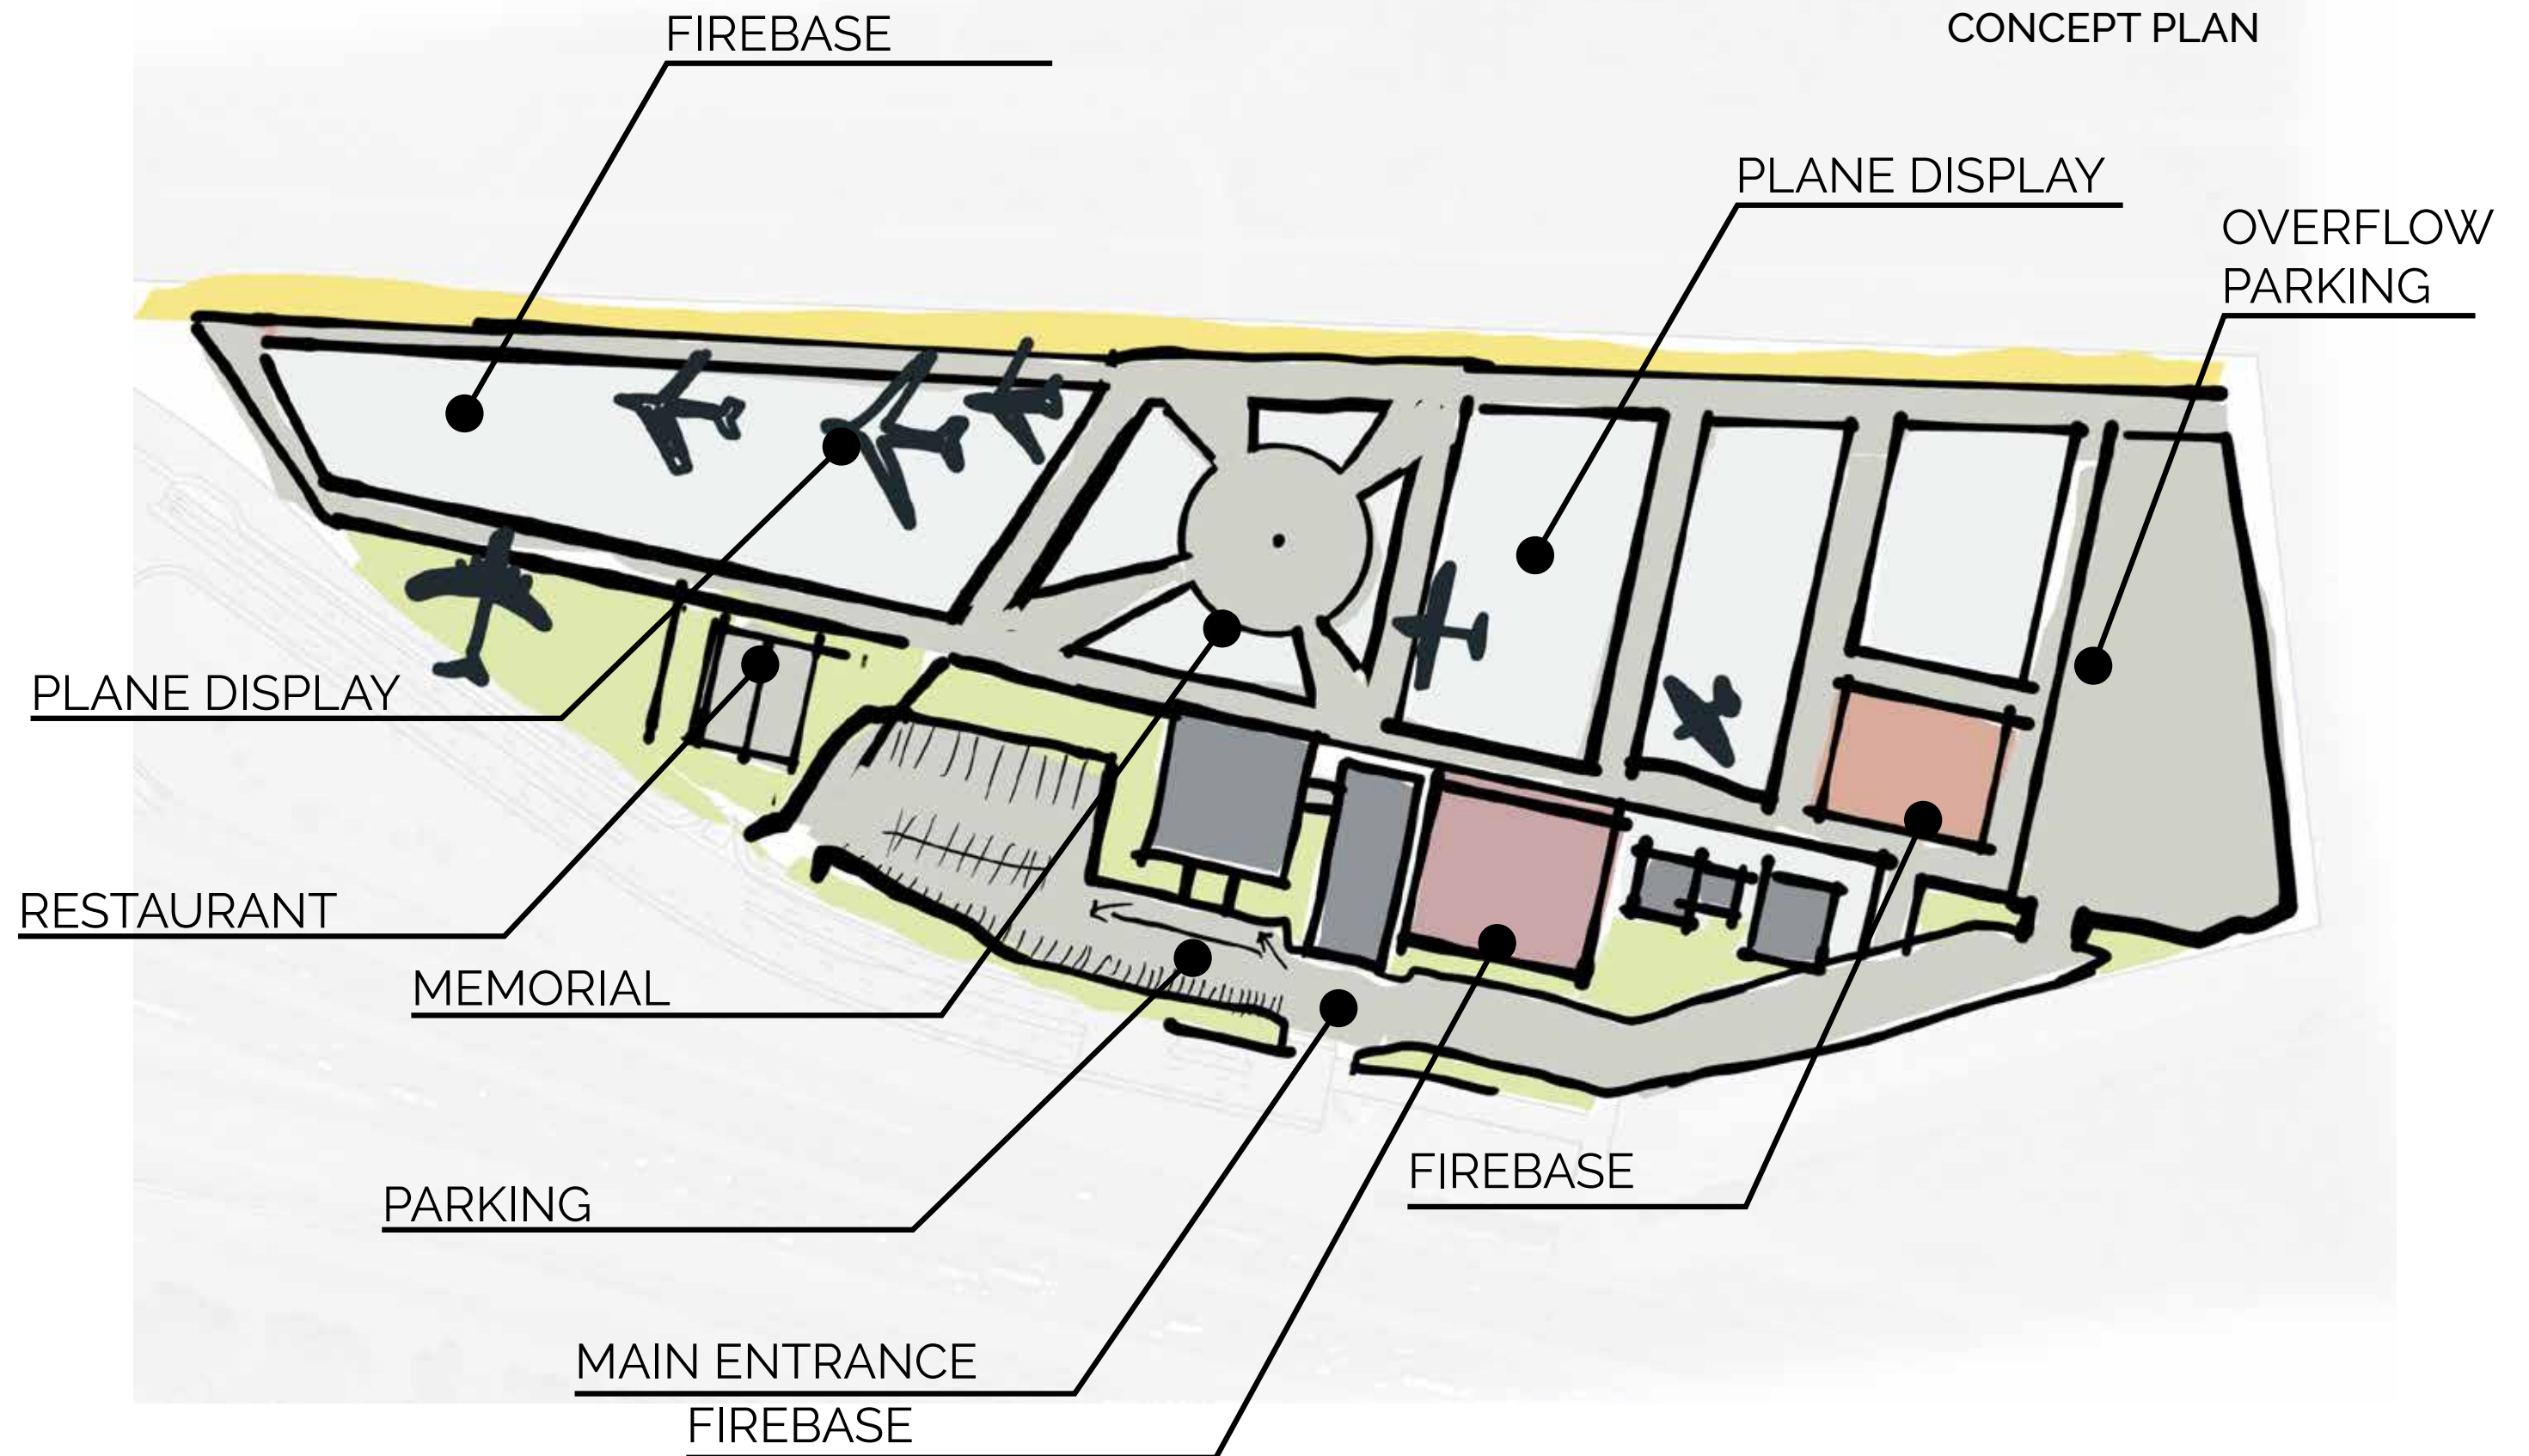 FIREBASE
CONCEPT PLAN
PLANE DISPLAY
OVERFLOW
PARKING
PLANE DISPLAY
RESTAURANT
MEMORIAL
FIREBASE
PARKING
MAIN ENTRANCE
FIREBASE